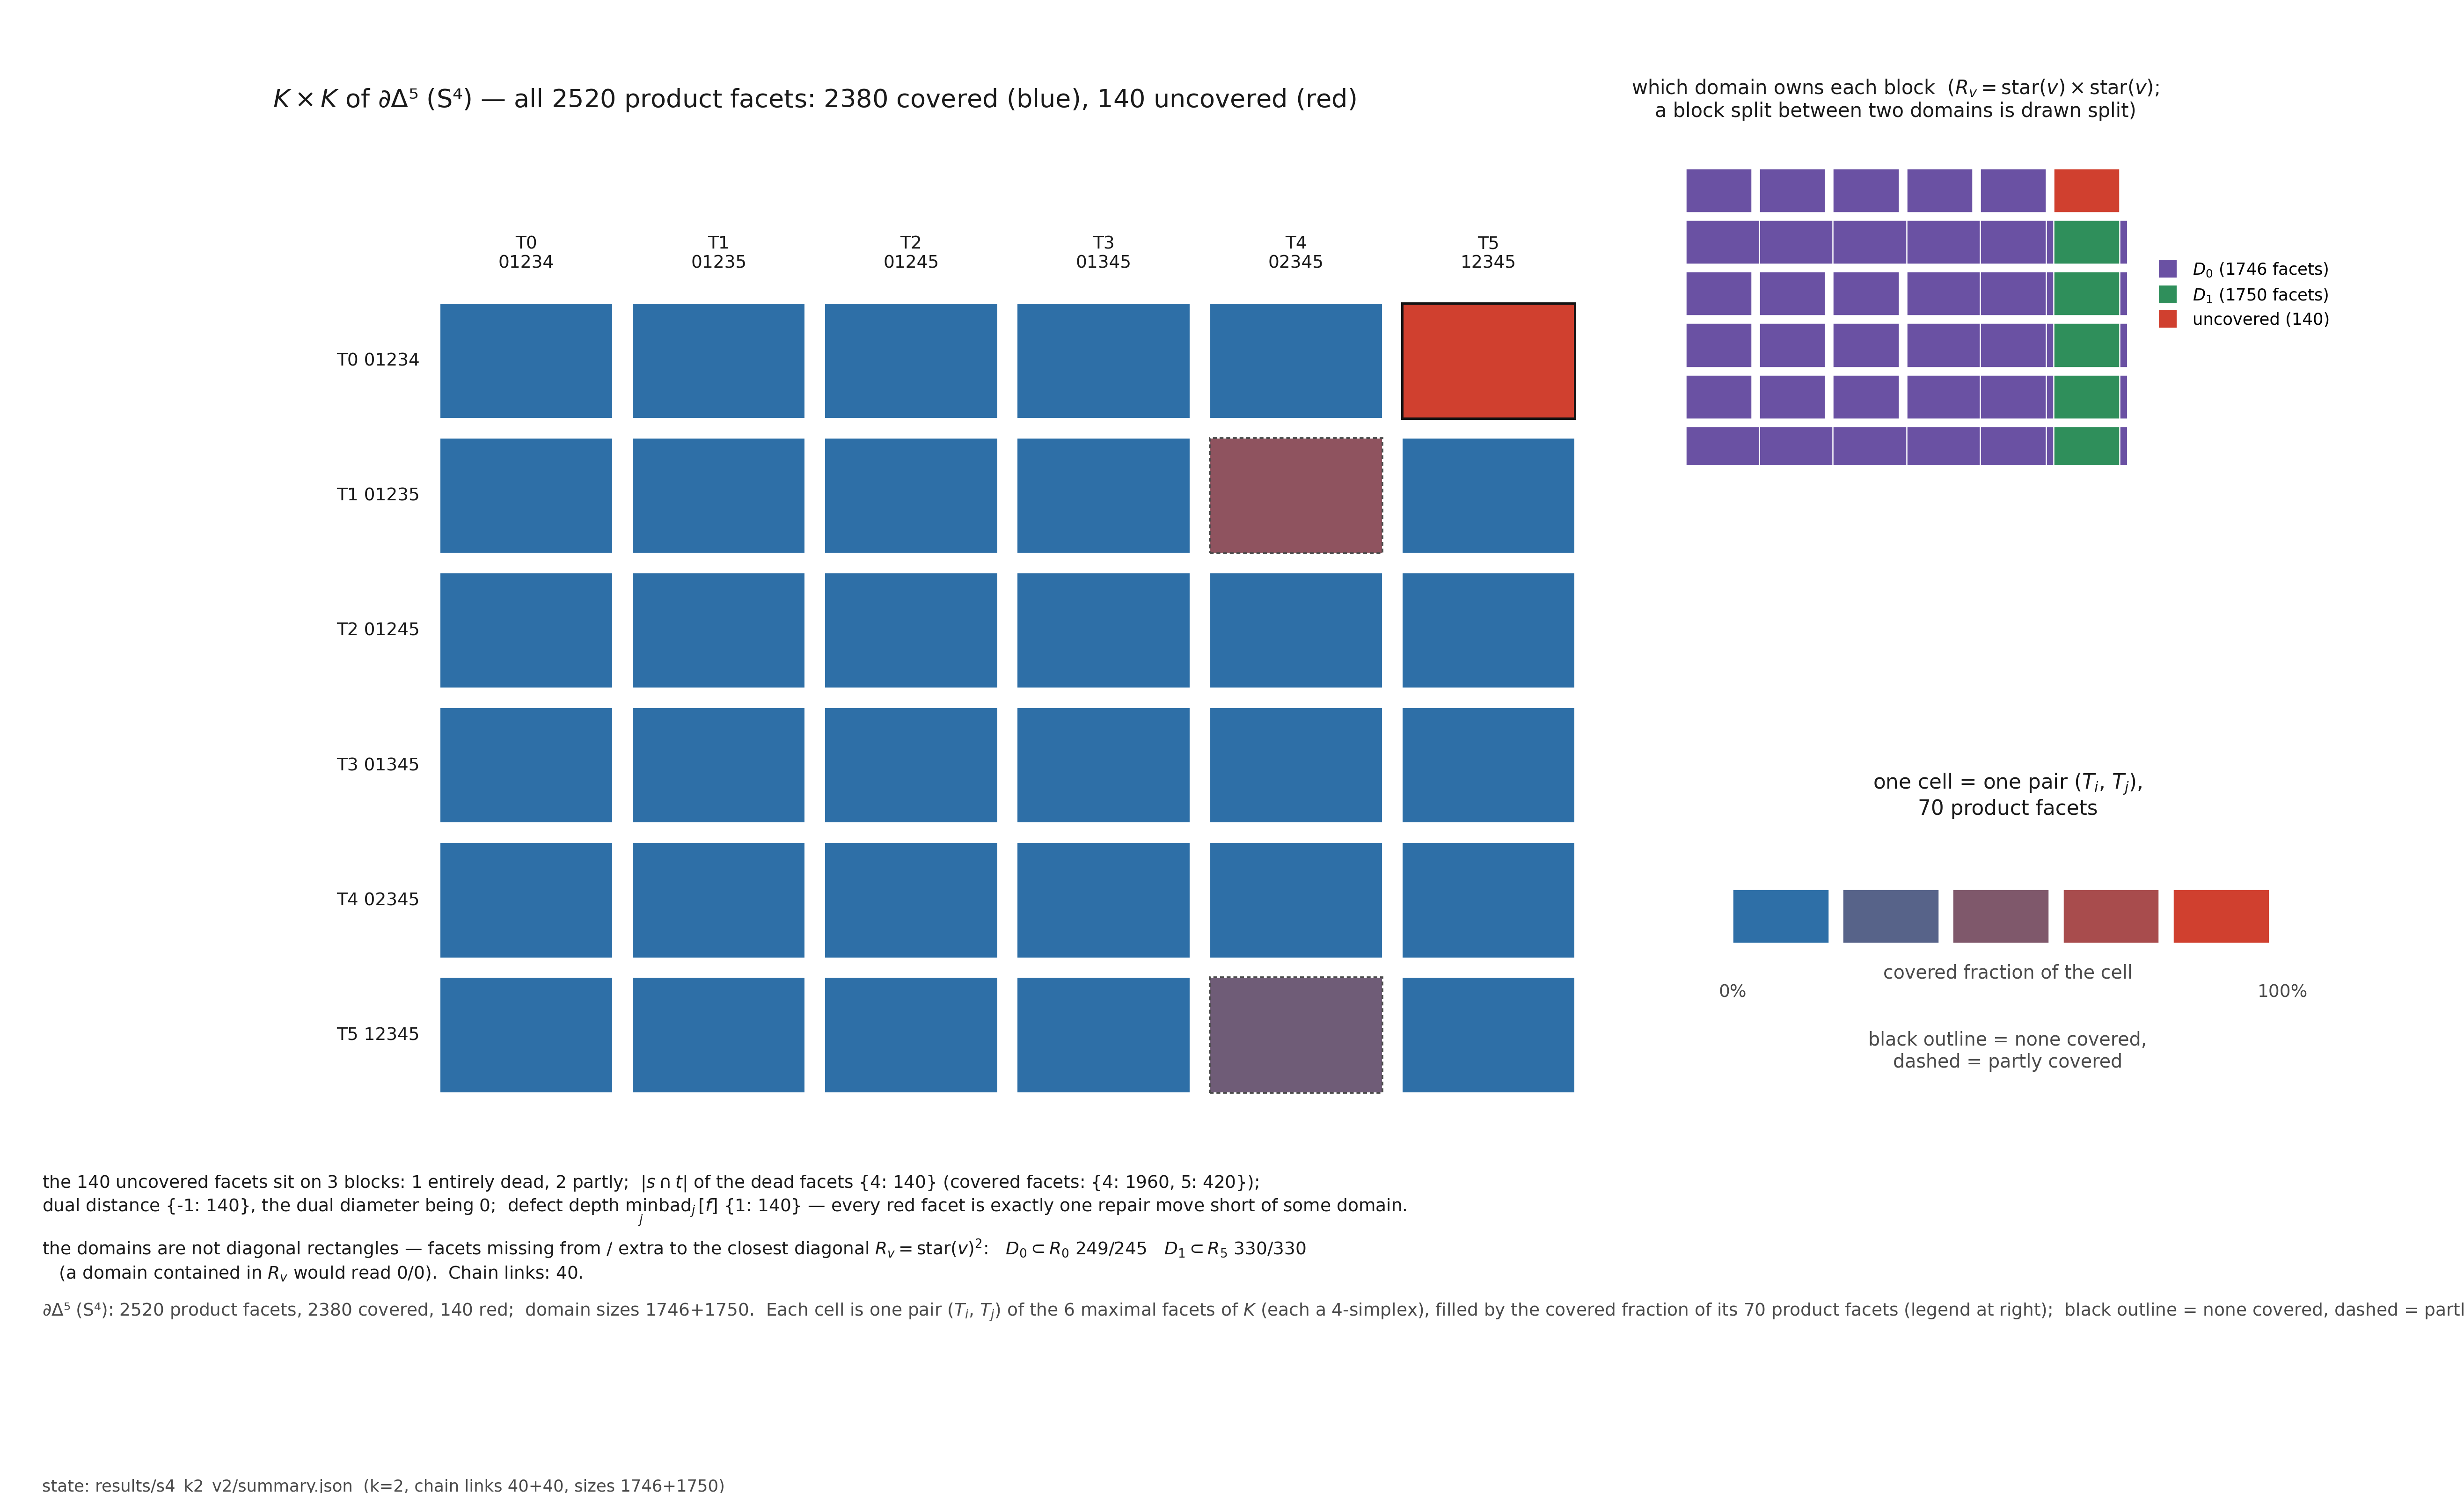 K × K of ∂Δ⁵ (S⁴) — all 2520 product facets: 2380 covered (blue), 140 uncovered (red)
which domain owns each block (Rᵥ = star(v) × star(v);
a block split between two domains is drawn split)
T0 T1 T2 T3 T4 T5
01234 01235 01245 01345 02345 12345
D₀ (1746 facets)
D₁ (1750 facets)
uncovered (140)
T0 01234
T1 01235
T2 01245
T3 01345
T4 02345
T5 12345
one cell = one pair (Tᵢ, Tⱼ),
70 product facets
covered fraction of the cell
0% 100%
black outline = none covered,
dashed = partly covered
the 140 uncovered facets sit on 3 blocks: 1 entirely dead, 2 partly; |s ∩ t| of the dead facets {4: 140} (covered facets: {4: 1960, 5: 420});
dual distance {-1: 140}, the dual diameter being 0; defect depth minbadⱼ [f] {1: 140} — every red facet is exactly one repair move short of some domain.
j
the domains are not diagonal rectangles — facets missing from / extra to the closest diagonal Rᵥ = star(v)²: D₀ ⊂ R₀ 249/245 D₁ ⊂ R₅ 330/330
(a domain contained in Rᵥ would read 0/0). Chain links: 40.
∂Δ⁵ (S⁴): 2520 product facets, 2380 covered, 140 red; domain sizes 1746+1750. Each cell is one pair (Tᵢ, Tⱼ) of the 6 maximal facets of K (each a 4-simplex), filled by the covered fraction of its 70 product facets (legend at right); black outline = none covered, dashed =
state: results/s4_k2_v2/summary.json (k=2, chain links 40+40, sizes 1746+1750)